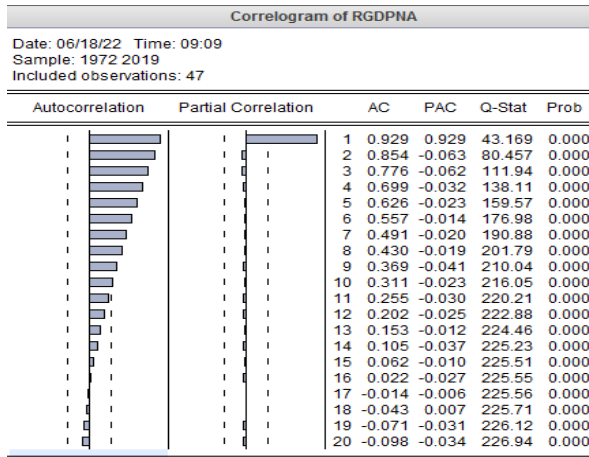 Correlogram of RGDPNA
Date: 06/18/22 Time: 09:09
Sample: 1972 2019
Included observations: 47
Autocorrelation Partial Correlation AC PAC Q-Stat Prob
1 0.929 0.929 43.169 0.000
2 0.854 -0.063 80.457 0.000
3 0.776 -0.062 111.94 0.000
4 0.699 -0.032 138.11 0.000
5 0.626 -0.023 159.57 0.000
6 0.557 -0.014 176.98 0.000
7 0.491 -0.020 190.88 0.000
8 0.430 -0.019 201.79 0.000
9 0.369 -0.041 210.04 0.000
10 0.311 -0.023 216.05 0.000
11 0.255 -0.030 220.21 0.000
12 0.202 -0.025 222.88 0.000
13 0.153 -0.012 224.46 0.000
14 0.105 -0.037 225.23 0.000
15 0.062 -0.010 225.51 0.000
16 0.022 -0.027 225.55 0.000
17 -0.014 -0.006 225.56 0.000
18 -0.043 0.007 225.71 0.000
19 -0.071 -0.031 226.12 0.000
20 -0.098 -0.034 226.94 0.000